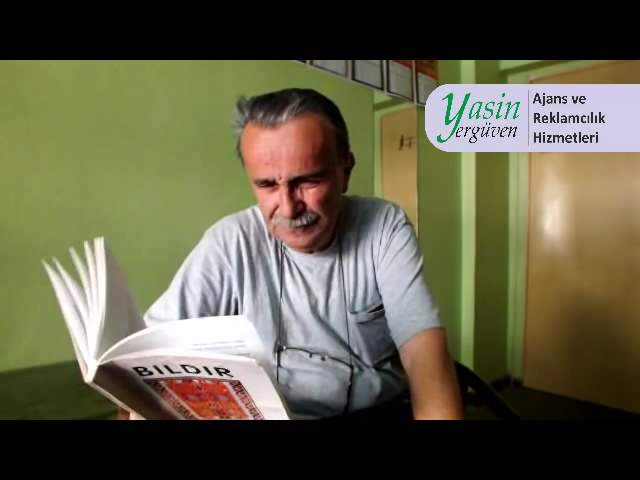 Yasin
Yergüven
Ajans ve
Reklamcılık
Hizmetleri
BILDIR